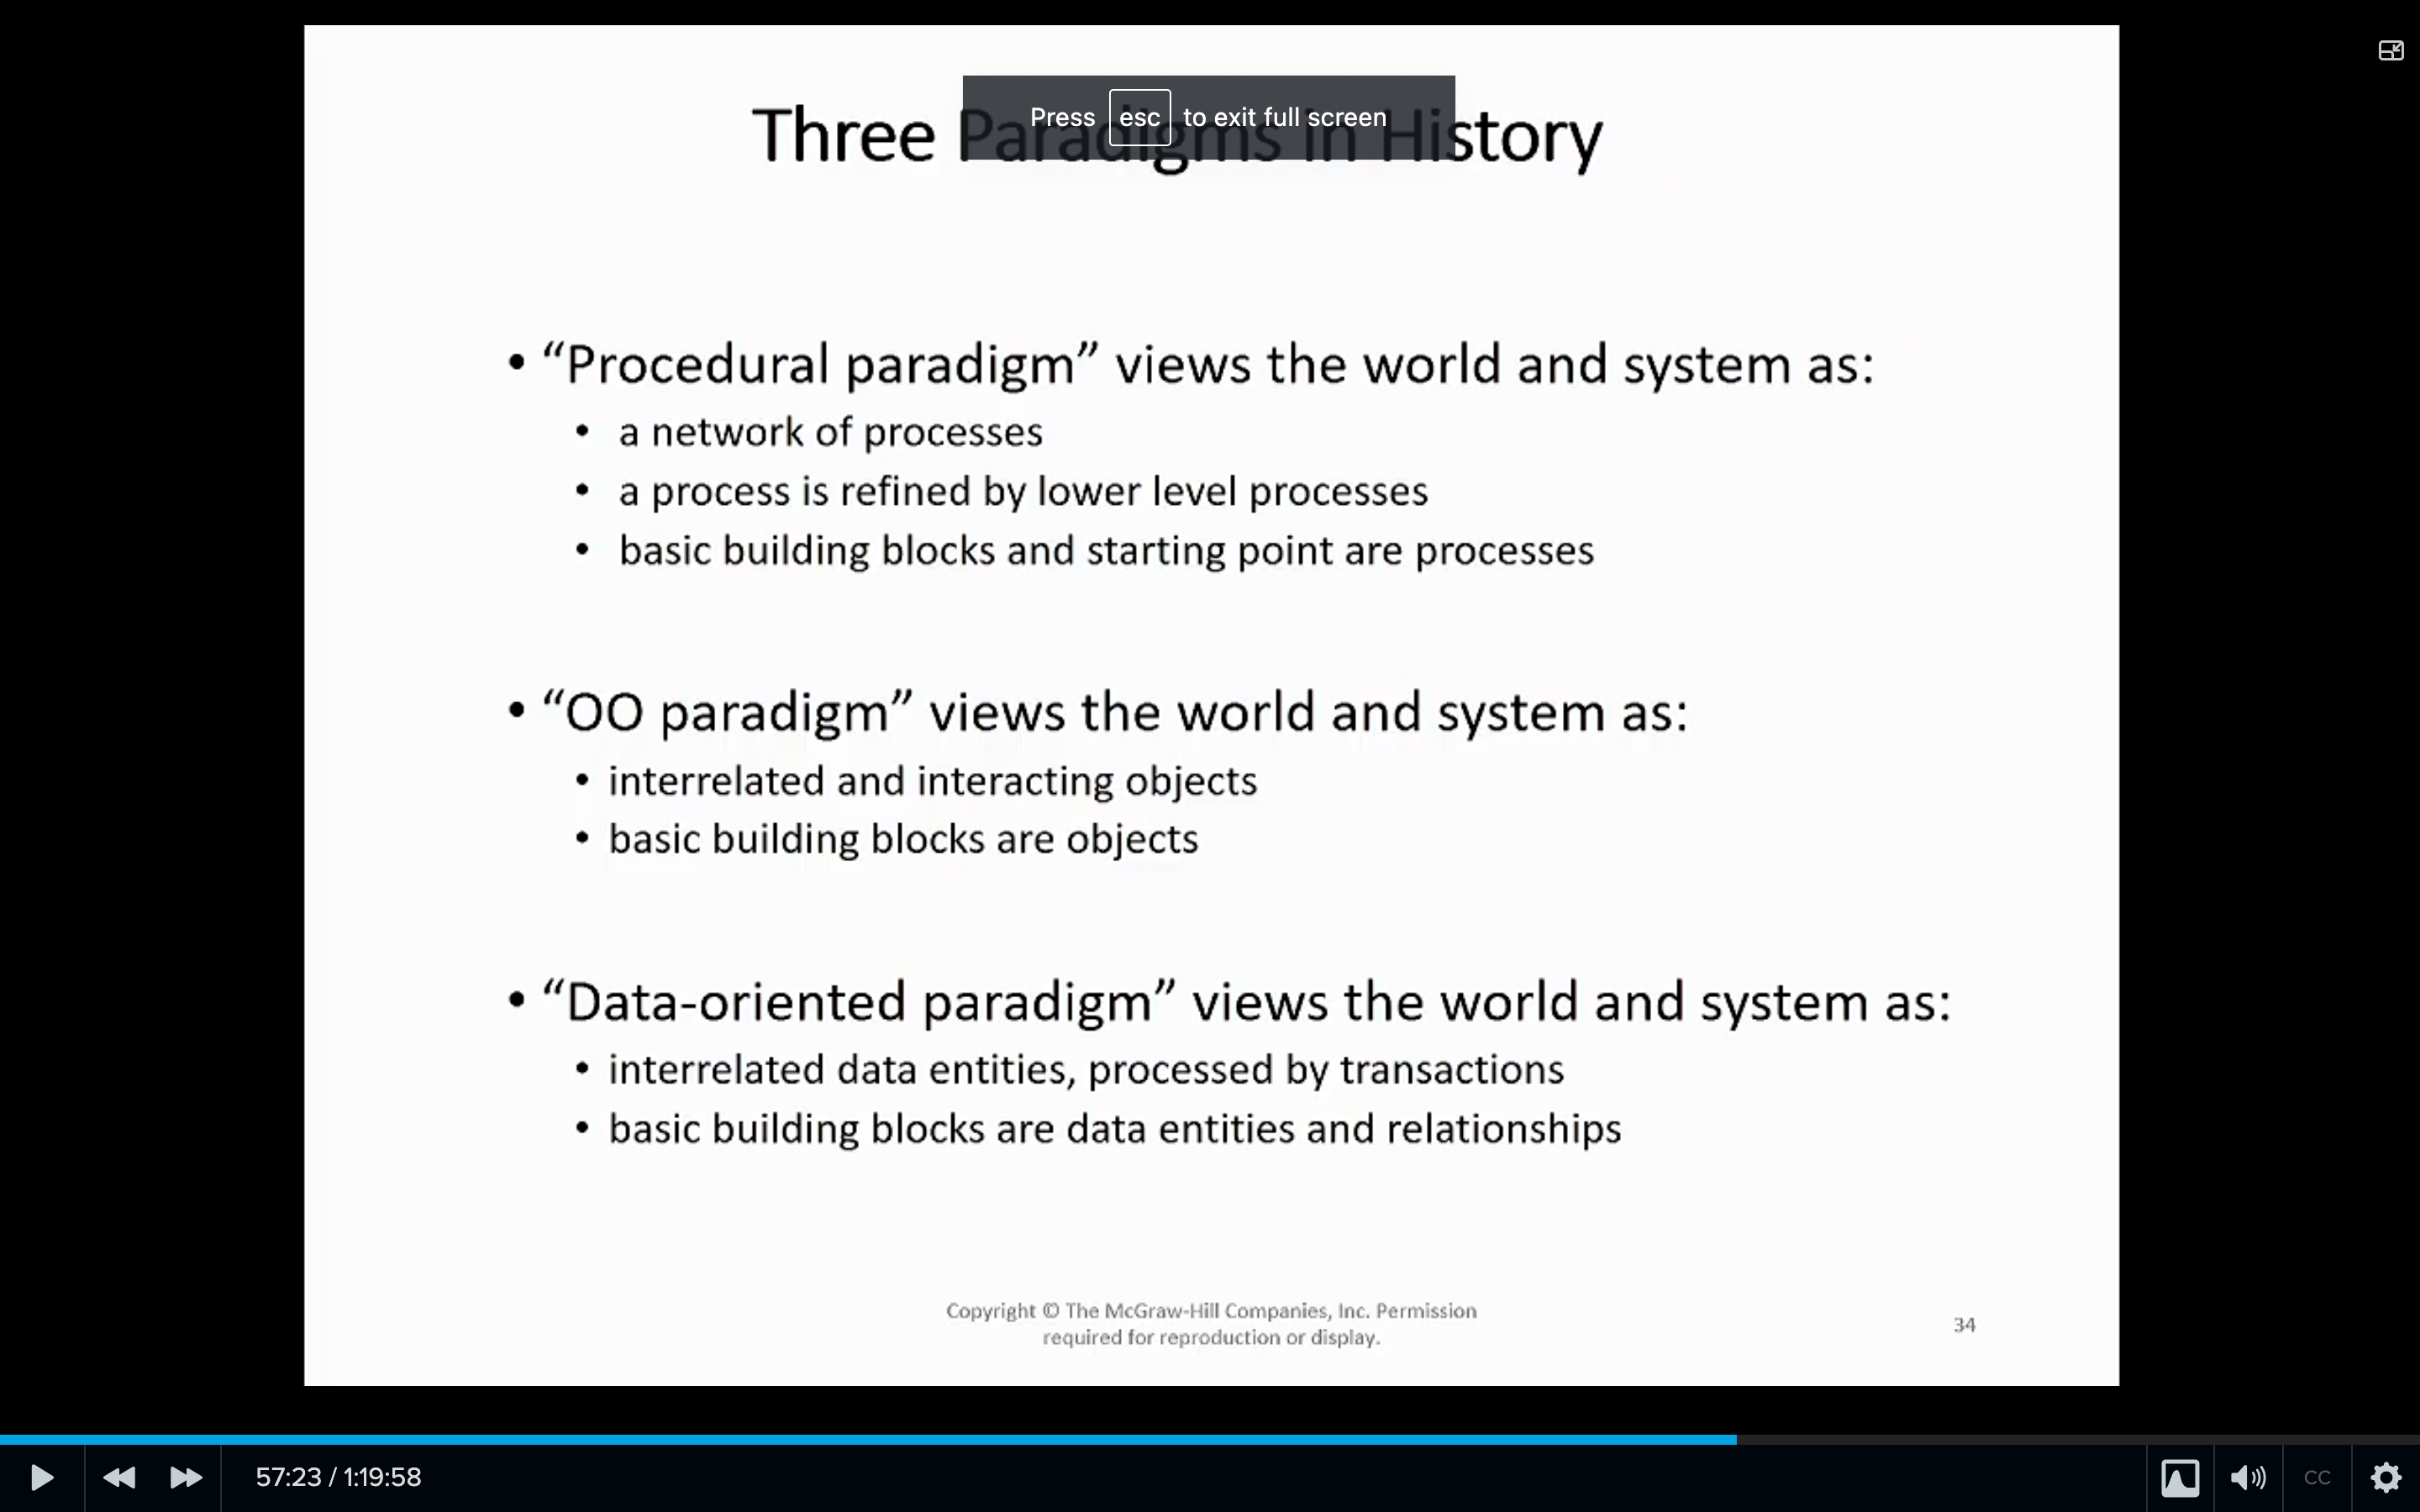 Three Paradigms in History
Press esc to exit full screen
• “Procedural paradigm” views the world and system as:
• a network of processes
• a process is refined by lower level processes
• basic building blocks and starting point are processes
• “OO paradigm” views the world and system as:
• interrelated and interacting objects
• basic building blocks are objects
• “Data-oriented paradigm” views the world and system as:
• interrelated data entities, processed by transactions
• basic building blocks are data entities and relationships
Copyright © The McGraw-Hill Companies, Inc. Permission
required for reproduction or display.
34
57:23 / 1:19:58
CC